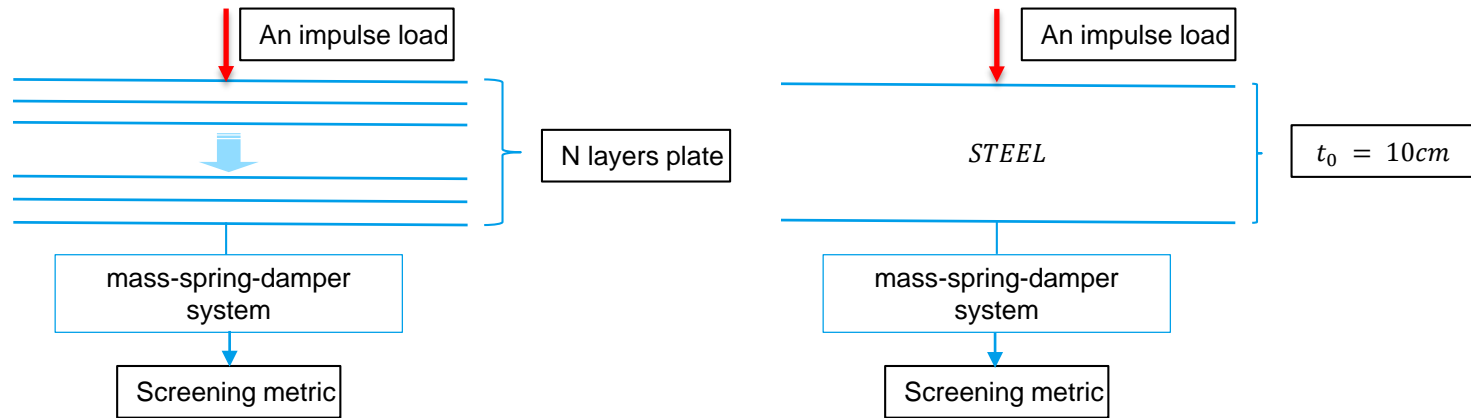 An impulse load
An impulse load
N layers plate
STEEL
t₀ = 10cm
mass-spring-damper
system
mass-spring-damper
system
Screening metric
Screening metric